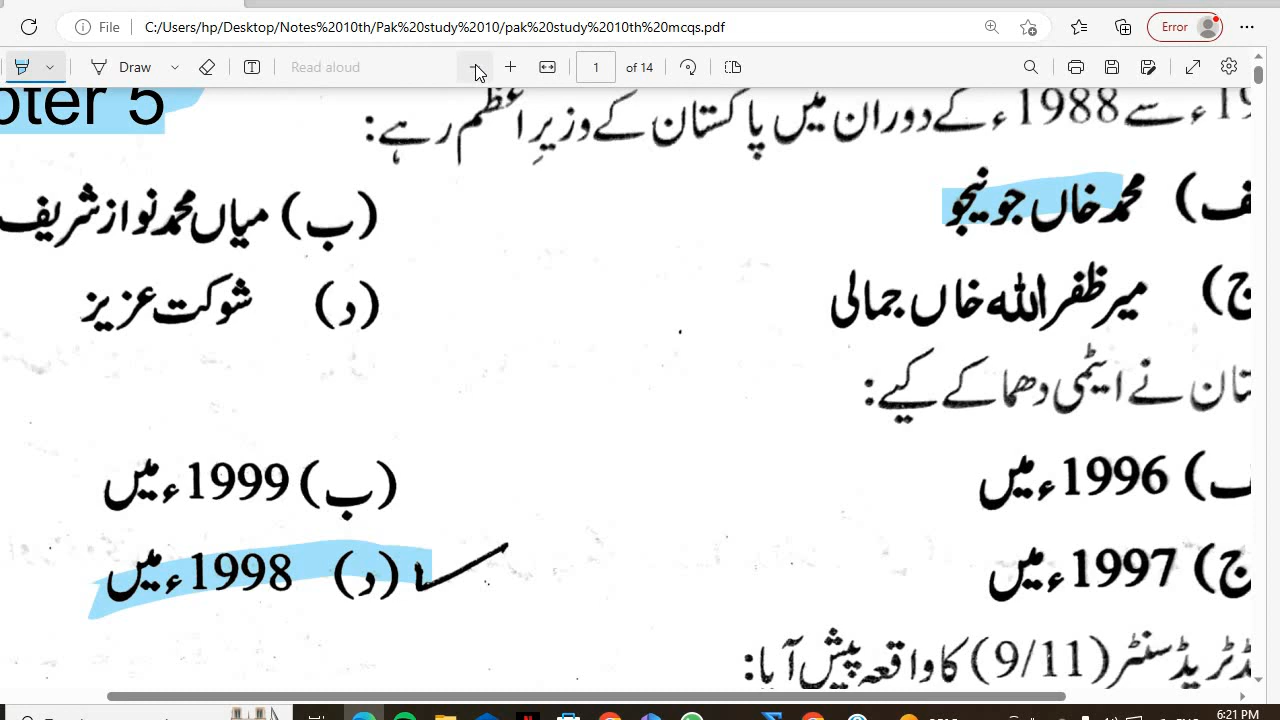 File C:/Users/hp/Desktop/Notes%2010th/Pak%20study%2010/pak%20study%2010th%20mcqs.pdf Error
Draw Read aloud 1 of 14
pter 5
ء سے 1988ء کے دوران میں پاکستان کے وزیرِ اعظم رہے:
محمد خاں جونیجو (ب) میاں محمد نواز شریف
ج) میر ظفر اللہ خاں جمالی (د) شوکت عزیز
نے ایٹمی دھماکے کیے:
1996ء میں (ب) 1999ء میں
ج) 1997ء میں (د) 1998ء میں
ٹریڈ سنٹر (9/11) کا واقعہ پیش آیا:
6:21 PM